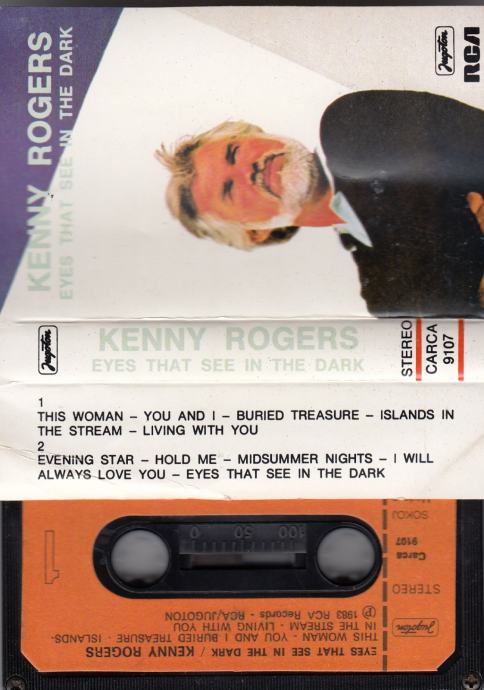 KENNY ROGERS
EYES THAT SEE IN THE DARK
Jugoton
RCA
Jugoton
KENNY ROGERS
EYES THAT SEE IN THE DARK
STEREO
CARCA
9107
1
THIS WOMAN – YOU AND I – BURIED TREASURE – ISLANDS IN
THE STREAM – LIVING WITH YOU
2
EVENING STAR – HOLD ME – MIDSUMMER NIGHTS – I WILL
ALWAYS LOVE YOU – EYES THAT SEE IN THE DARK
EYES THAT SEE IN THE DARK / KENNY ROGERS
THIS WOMAN - YOU AND I BURIED TREASURE - ISLANDS-
IN THE STREAM - LIVING WITH YOU
℗ 1983 RCA Records - RCA/JUGOTON
Jugoton
STEREO
Carca
9107
SOKOJ
1
100 50 0